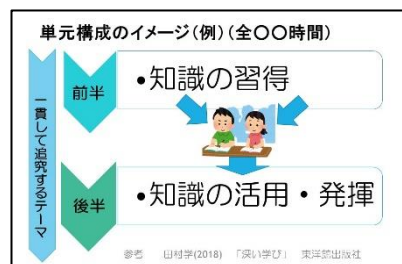 単元構成のイメージ(例)(全〇〇時間)
一貫して追究するテーマ
前半
•知識の習得
後半
•知識の活用・発揮
参考 田村学(2018) 「深い学び」 東洋館出版社